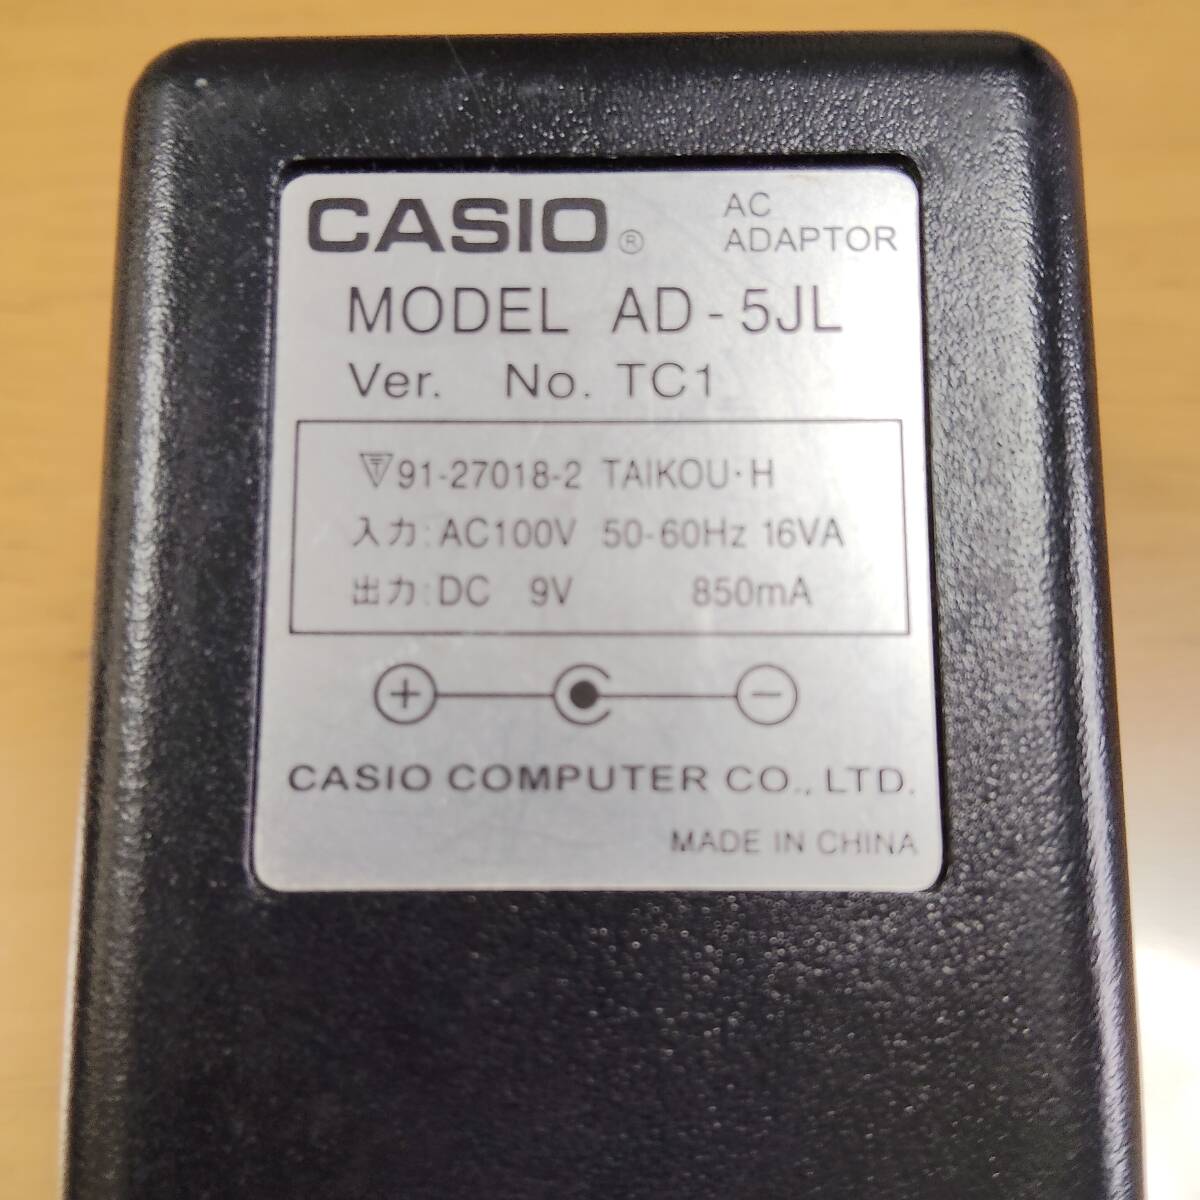 CASIO®
AC
ADAPTOR
MODEL AD-5JL
Ver. No. TC1
91-27018-2 TAIKOU・H
入力:AC100V 50-60Hz 16VA
出力:DC 9V 850mA
CASIO COMPUTER CO., LTD.
MADE IN CHINA